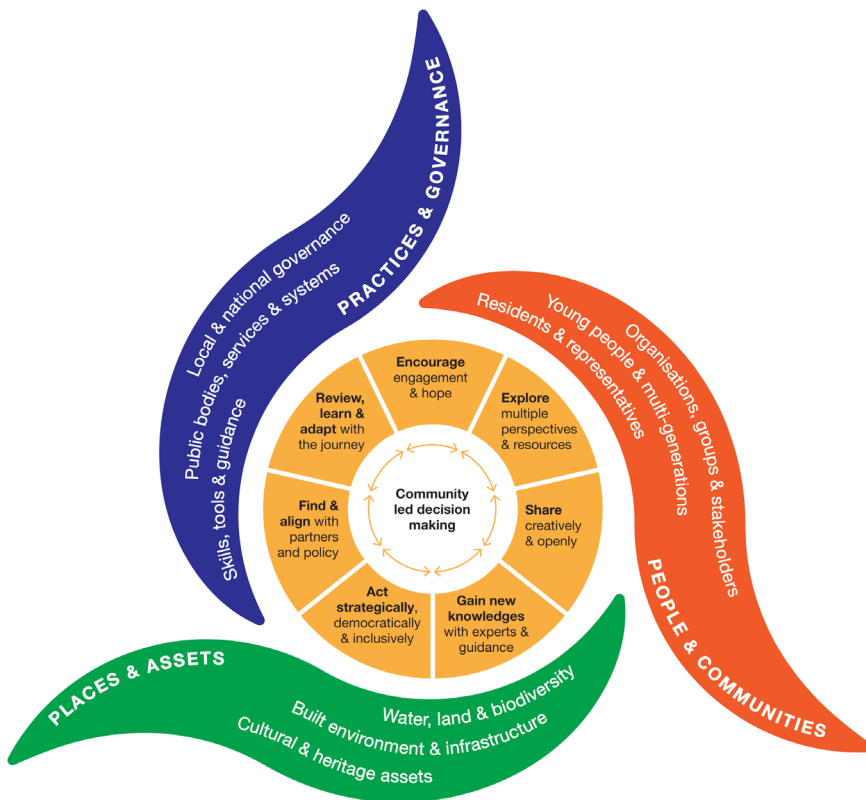 PRACTICES & GOVERNANCE
Local & national governance
Public bodies, services & systems
Skills, tools & guidance
Organisations, groups & stakeholders
Young people & multi-generations
Residents & representatives
PEOPLE & COMMUNITIES
Encourage
engagement
& hope
Explore
multiple
perspectives
& resources
Share
creatively
& openly
Gain new
knowledges
with experts &
guidance
Act
strategically,
democratically
& inclusively
Find &
align with
partners
and policy
Review,
learn &
adapt with
the journey
Community
led decision
making
PLACES & ASSETS
Water, land & biodiversity
Built environment & infrastructure
Cultural & heritage assets